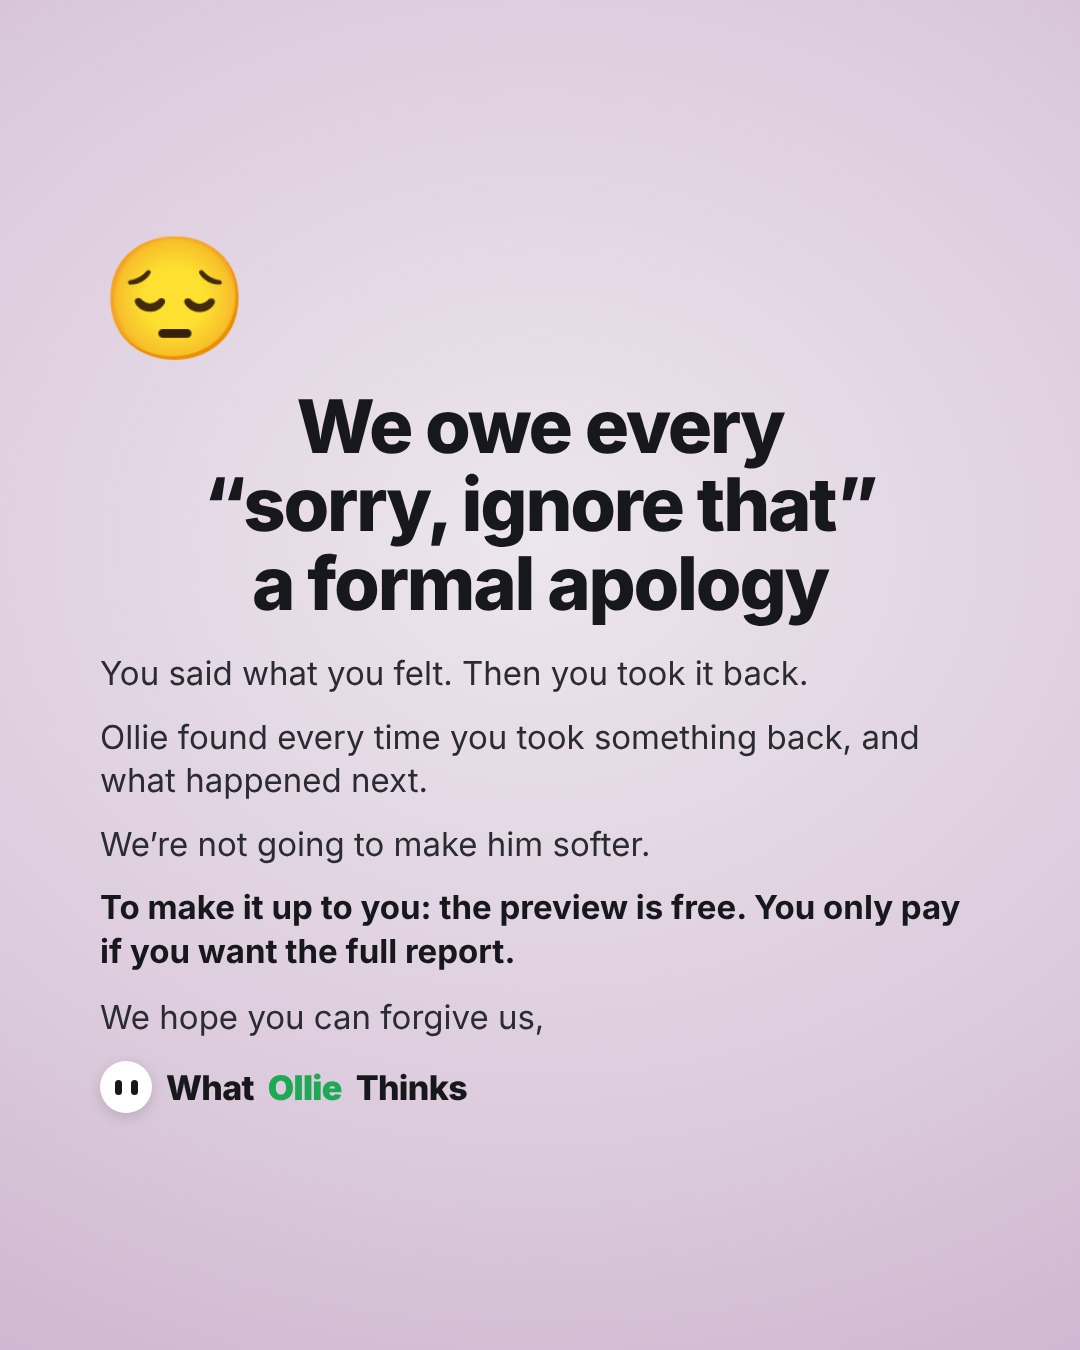 We owe every
“sorry, ignore that”
a formal apology
You said what you felt. Then you took it back.
Ollie found every time you took something back, and
what happened next.
We’re not going to make him softer.
To make it up to you: the preview is free. You only pay
if you want the full report.
We hope you can forgive us,
What Ollie Thinks